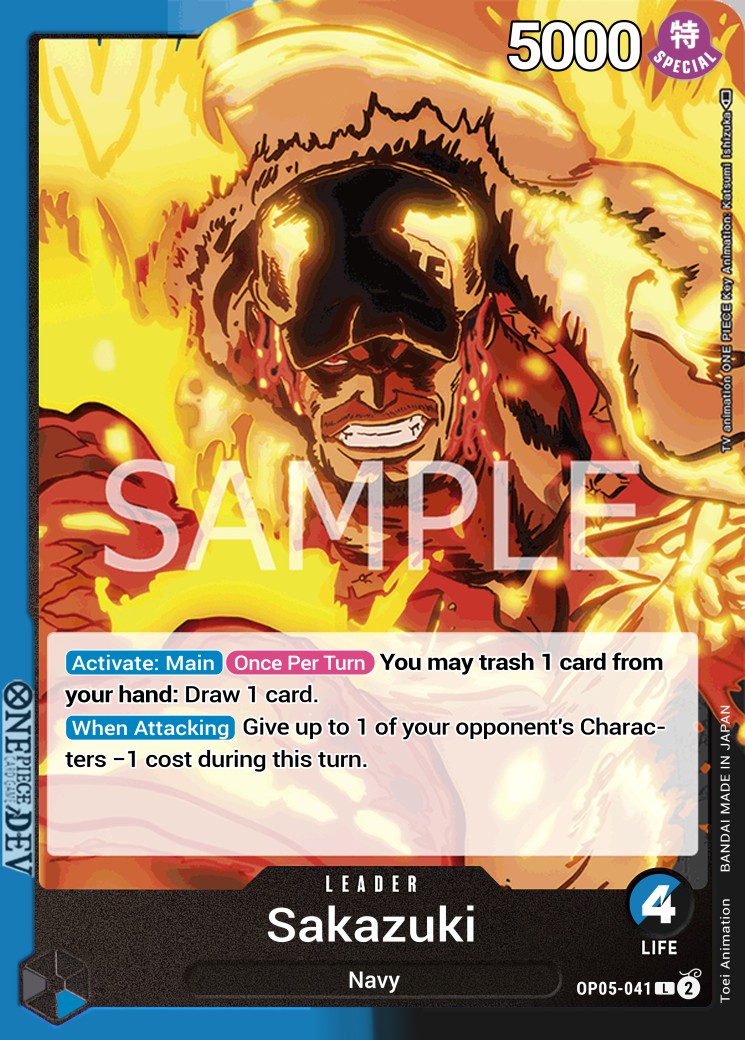 5000
特
SPECIAL
TV animation ONE PIECE Key Animation: Katsumi Ishizuka
SAMPLE
Activate: Main Once Per Turn You may trash 1 card from
your hand: Draw 1 card.
When Attacking Give up to 1 of your opponent's Charac-
ters −1 cost during this turn.
ONE PIECE
CARD GAME
DEV
BANDAI MADE IN JAPAN
Toei Animation
LEADER
Sakazuki
4
LIFE
Navy
OP05-041 L 2